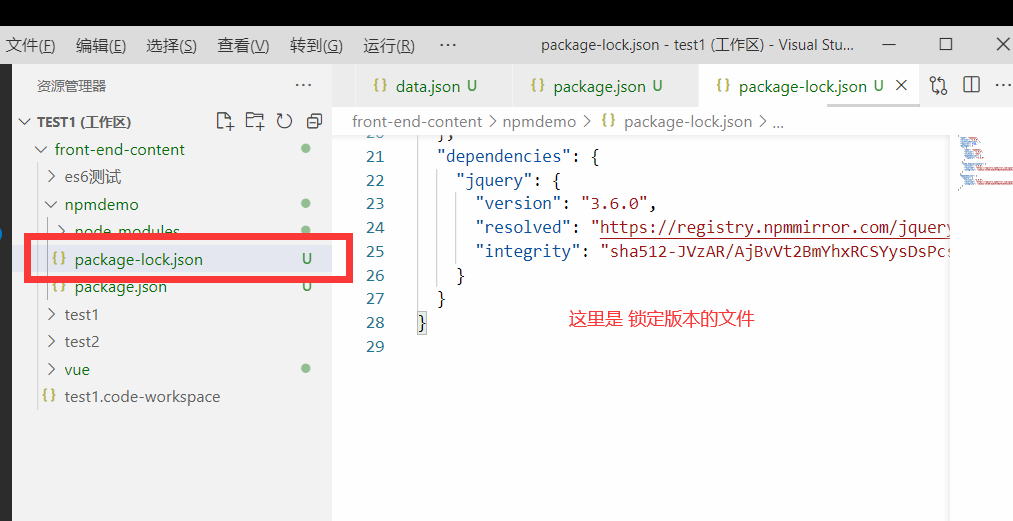 文件(F) 编辑(E) 选择(S) 查看(V) 转到(G) 运行(R) ··· package-lock.json - test1 (工作区) - Visual Stu...
资源管理器 ···
data.json U package.json U package-lock.json U
TEST1 (工作区)
front-end-content > npmdemo > {} package-lock.json > ...
front-end-content
es6测试
npmdemo
node_modules
package-lock.json U
package.json U
test1
test2
vue
test1.code-workspace
20 },
21 "dependencies": {
22 "jquery": {
23 "version": "3.6.0",
24 "resolved": "https://registry.npmmirror.com/jquery
25 "integrity": "sha512-JVzAR/AjBvVt2BmYhxRCSYysDsPcs
26 }
27 }
28 }
29
这里是 锁定版本的文件